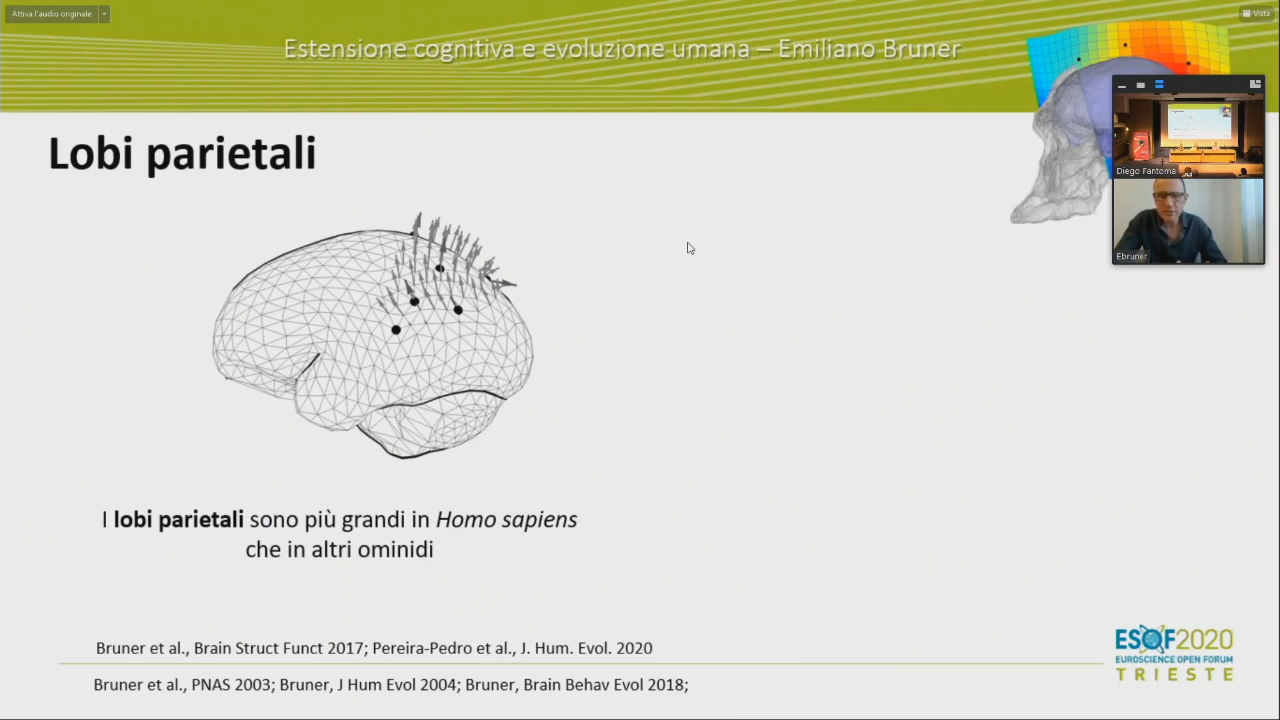 Attiva l'audio originale
Vista
Estensione cognitiva e evoluzione umana – Emiliano Bruner
Lobi parietali
Diego Fantoma
Ebruner
I lobi parietali sono più grandi in Homo sapiens
che in altri ominidi
Bruner et al., Brain Struct Funct 2017; Pereira-Pedro et al., J. Hum. Evol. 2020
Bruner et al., PNAS 2003; Bruner, J Hum Evol 2004; Bruner, Brain Behav Evol 2018;
ESOF2020
EUROSCIENCE OPEN FORUM
TRIESTE